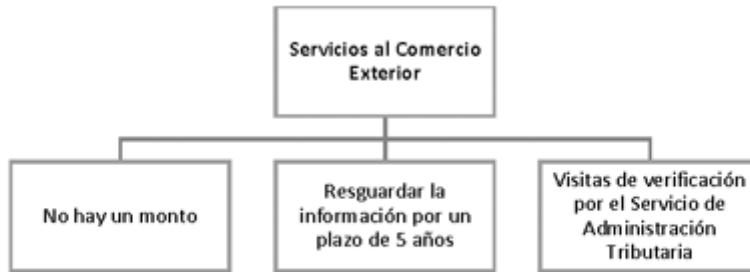 Servicios al Comercio
Exterior
No hay un monto
Resguardar la
información por un
plazo de 5 años
Visitas de verificación
por el Servicio de
Administración
Tributaria